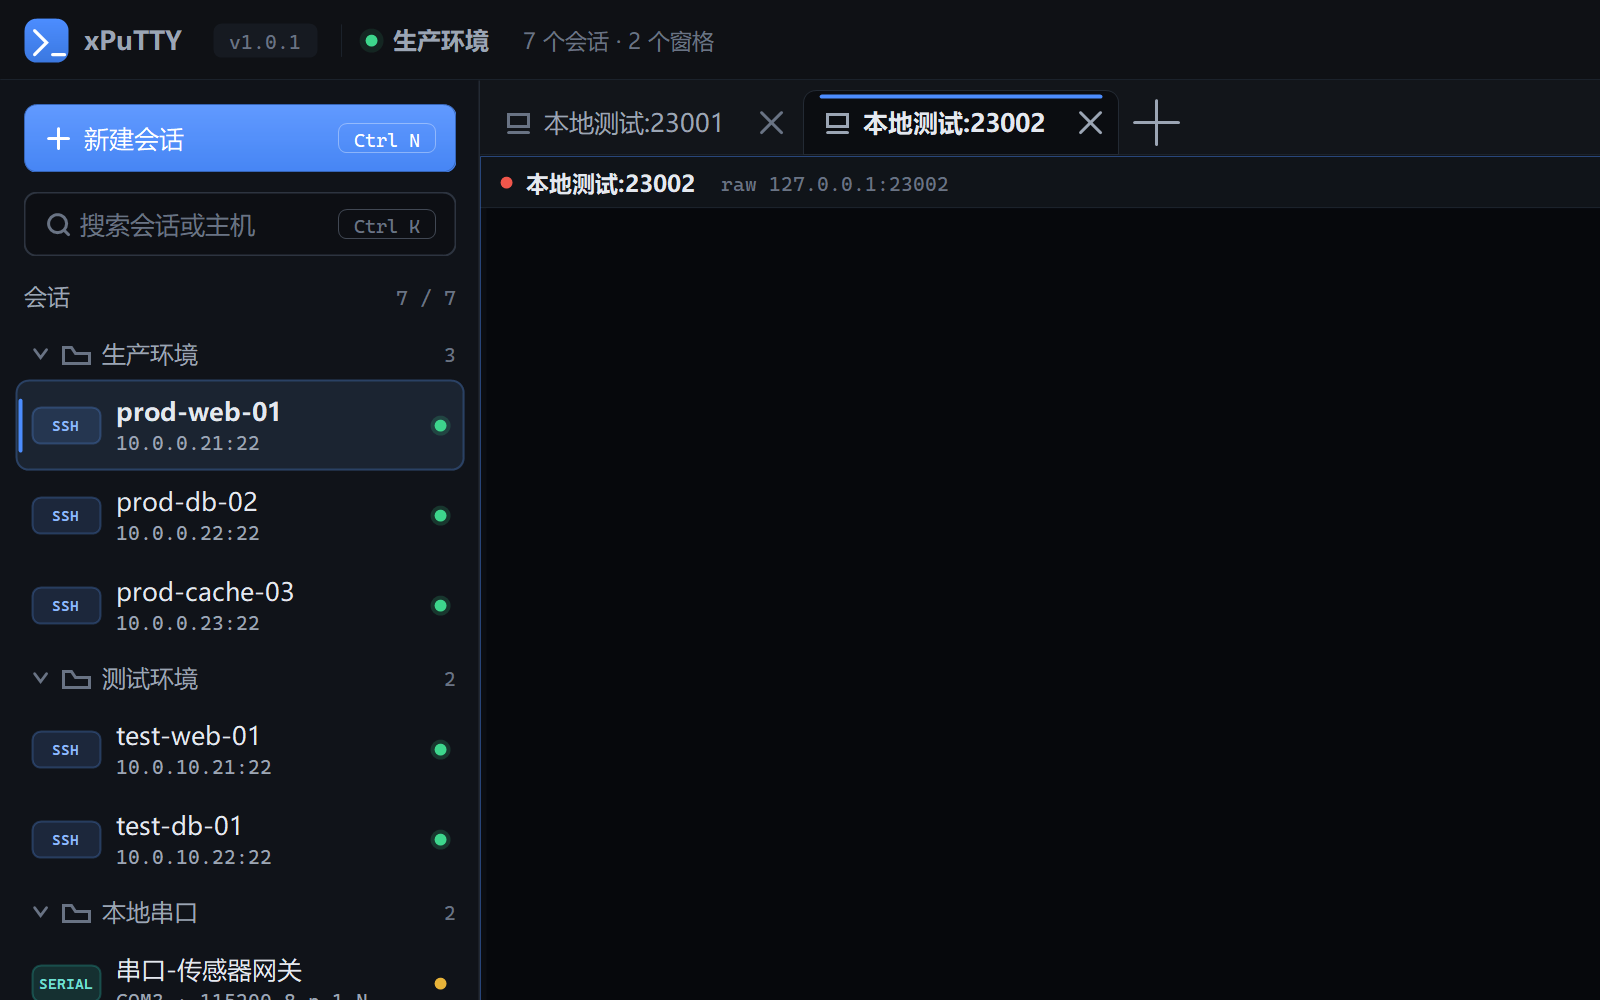 xPuTTY
v1.0.1
生产环境
7 个会话 · 2 个窗格
新建会话
Ctrl N
搜索会话或主机
Ctrl K
会话
7 / 7
生产环境
3
SSH
prod-web-01
10.0.0.21:22
SSH
prod-db-02
10.0.0.22:22
SSH
prod-cache-03
10.0.0.23:22
测试环境
2
SSH
test-web-01
10.0.10.21:22
SSH
test-db-01
10.0.10.22:22
本地串口
2
SERIAL
串口-传感器网关
本地测试:23001
本地测试:23002
本地测试:23002
raw 127.0.0.1:23002